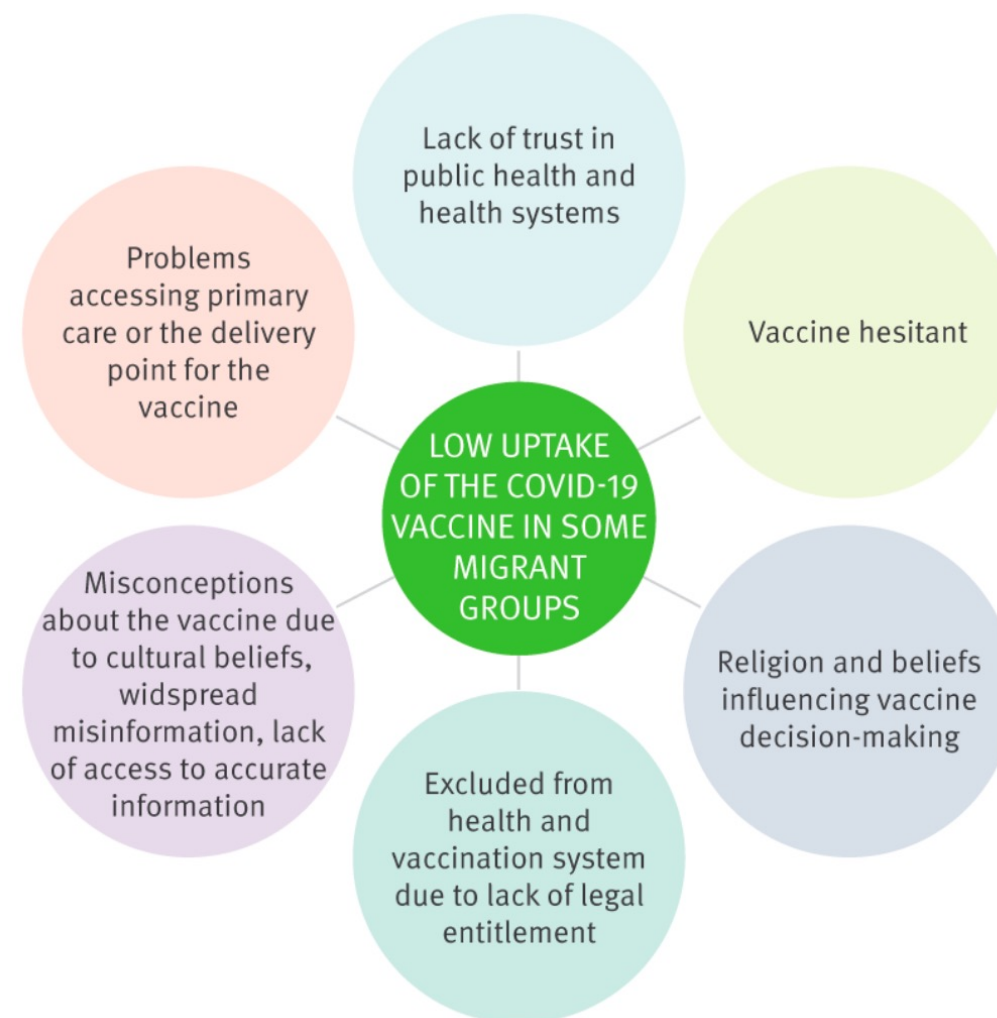 Lack of trust in
public health and
health systems
Problems
accessing primary
care or the delivery
point for the
vaccine
Vaccine hesitant
LOW UPTAKE
OF THE COVID-19
VACCINE IN SOME
MIGRANT
GROUPS
Misconceptions
about the vaccine due
to cultural beliefs,
widspread
misinformation, lack
of access to accurate
information
Religion and beliefs
influencing vaccine
decision-making
Excluded from
health and
vaccination system
due to lack of legal
entitlement